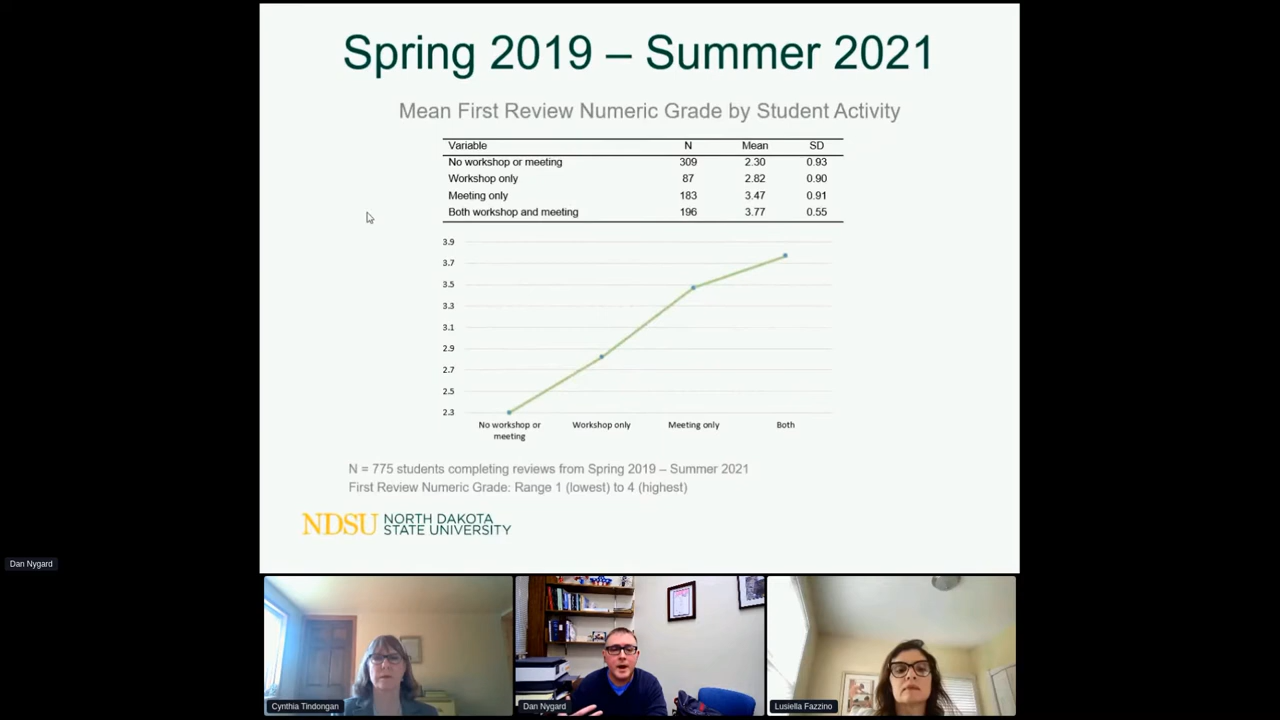 Spring 2019 – Summer 2021
Mean First Review Numeric Grade by Student Activity
Variable N Mean SD
No workshop or meeting 309 2.30 0.93
Workshop only 87 2.82 0.90
Meeting only 183 3.47 0.91
Both workshop and meeting 196 3.77 0.55
3.9
3.7
3.5
3.3
3.1
2.9
2.7
2.5
2.3
No workshop or meeting
Workshop only
Meeting only
Both
N = 775 students completing reviews from Spring 2019 – Summer 2021
First Review Numeric Grade: Range 1 (lowest) to 4 (highest)
NDSU NORTH DAKOTA
STATE UNIVERSITY
Dan Nygard
Cynthia Tindongan
Dan Nygard
Lusiella Fazzino